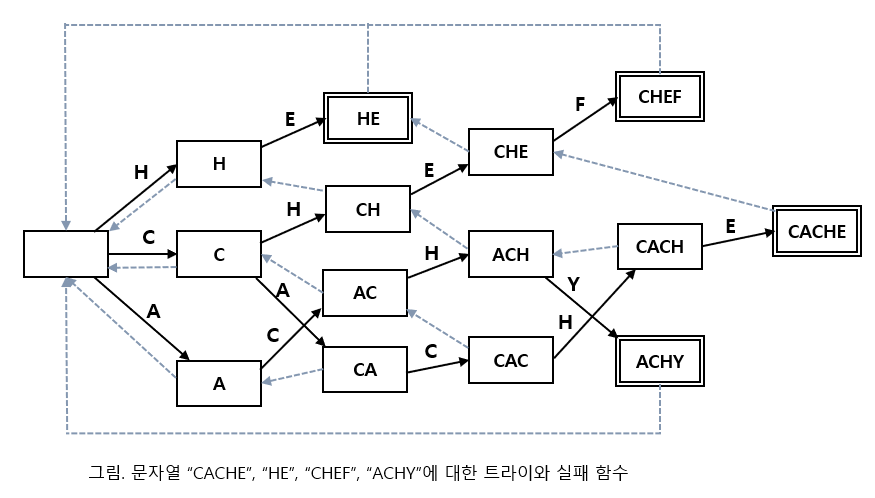 E
HE
F
CHEF
H
H
E
CHE
H
CH
C
C
H
ACH
Y
CACH
E
CACHE
A
A
AC
C
H
A
CA
C
CAC
ACHY
그림. 문자열 “CACHE”, “HE”, “CHEF”, “ACHY”에 대한 트라이와 실패 함수